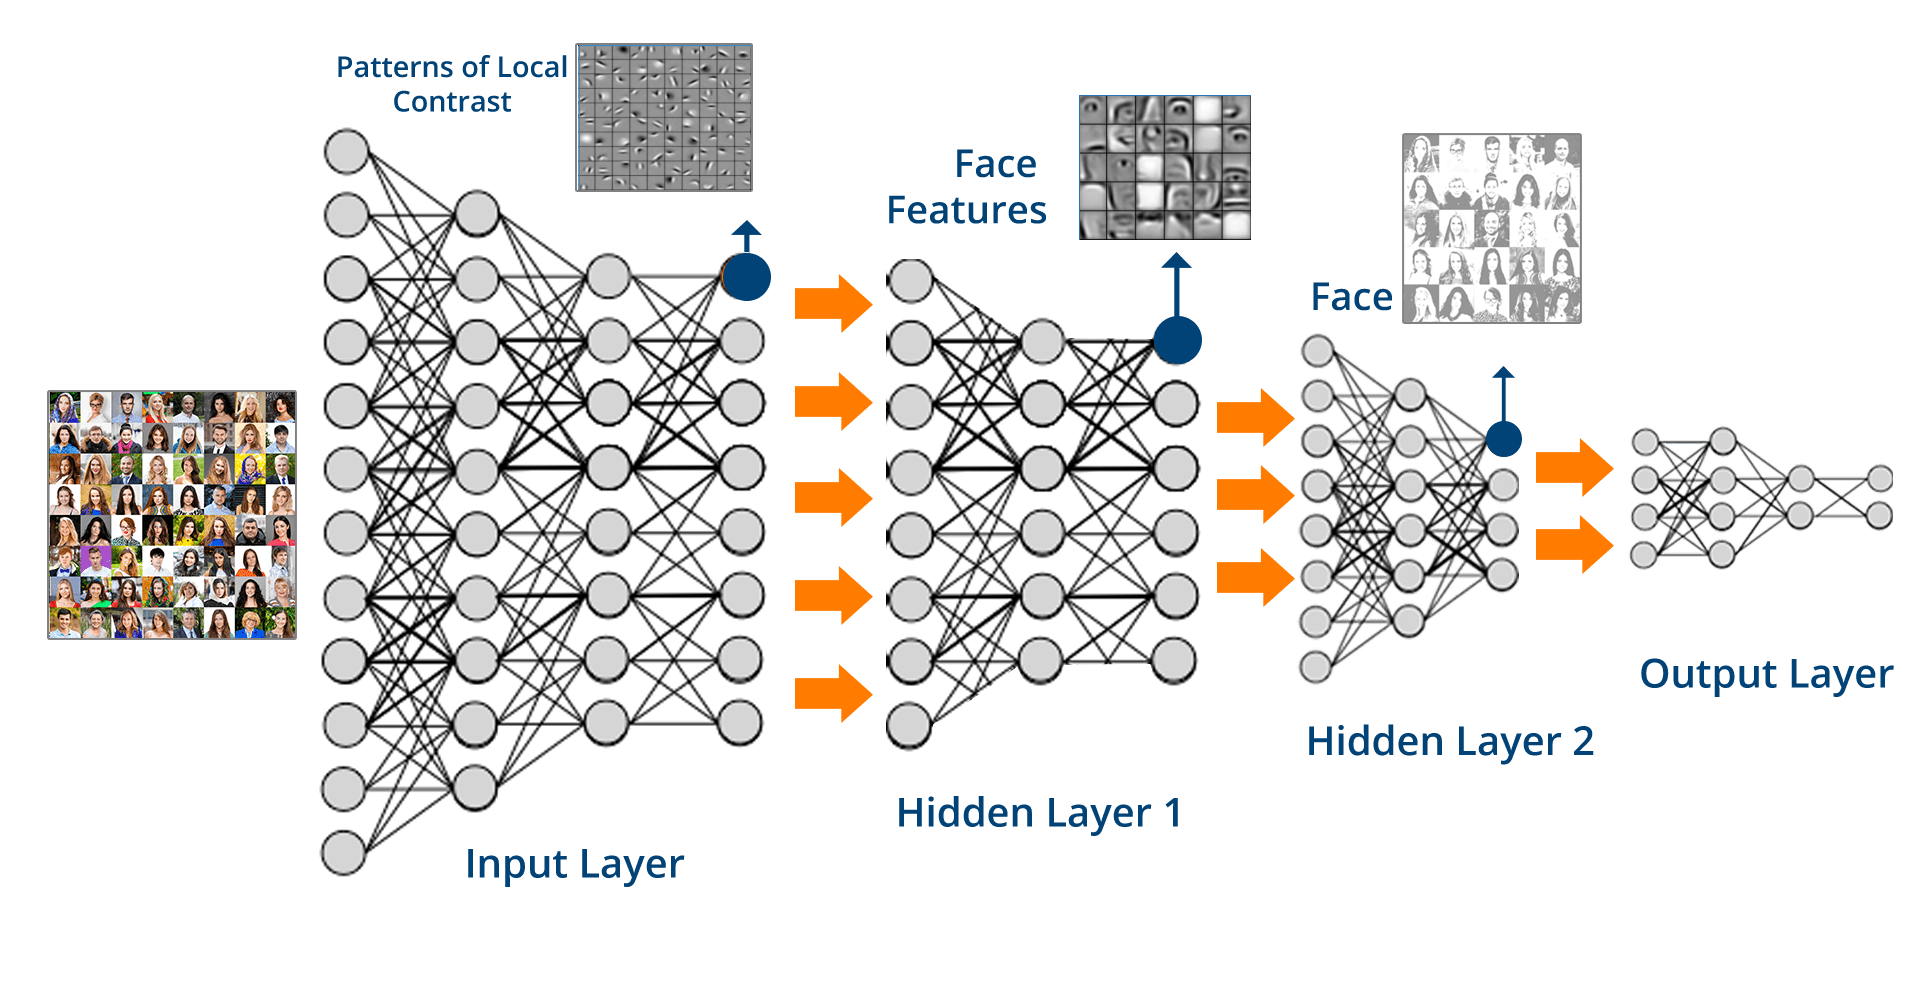 Patterns of Local
Contrast
Face
Features
Face
Input Layer
Hidden Layer 1
Hidden Layer 2
Output Layer